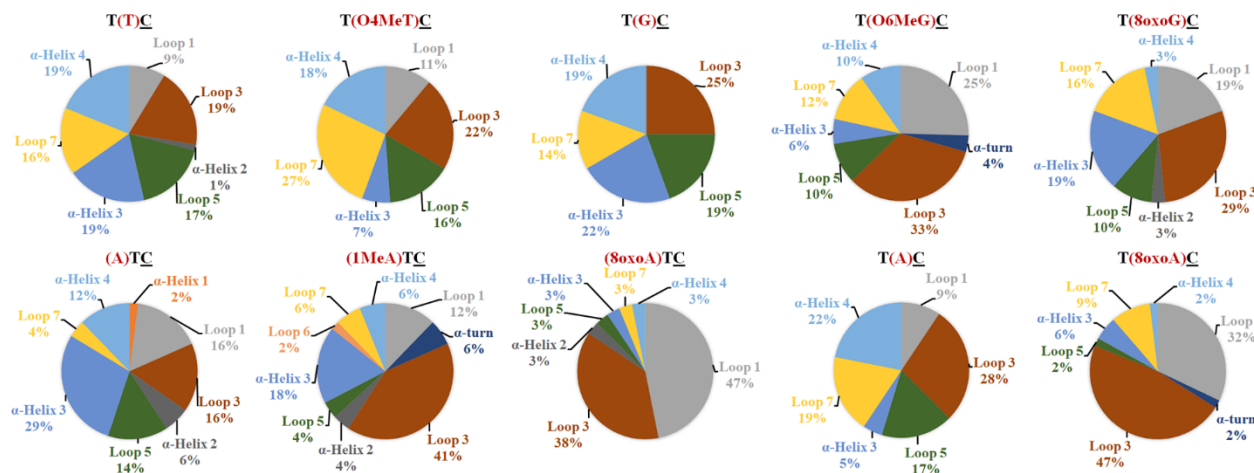 T(T)C
α-Helix 4
19%
Loop 1
9%
Loop 3
19%
α-Helix 2
1%
Loop 5
17%
α-Helix 3
19%
Loop 7
16%
T(O4MeT)C
α-Helix 4
18%
Loop 1
11%
Loop 3
22%
Loop 5
16%
α-Helix 3
7%
Loop 7
27%
T(G)C
α-Helix 4
19%
Loop 3
25%
Loop 5
19%
α-Helix 3
22%
Loop 7
14%
T(O6MeG)C
α-Helix 4
10%
Loop 1
25%
α-turn
4%
Loop 3
33%
Loop 5
10%
α-Helix 3
6%
Loop 7
12%
T(8oxoG)C
α-Helix 4
3%
Loop 1
19%
Loop 3
29%
α-Helix 2
3%
Loop 5
10%
α-Helix 3
19%
Loop 7
16%
(A)TC
α-Helix 4
12%
α-Helix 1
2%
Loop 1
16%
Loop 3
16%
α-Helix 2
6%
Loop 5
14%
α-Helix 3
29%
Loop 7
4%
(1MeA)TC
α-Helix 4
6%
Loop 1
12%
α-turn
6%
Loop 3
41%
α-Helix 2
4%
Loop 5
4%
α-Helix 3
18%
Loop 6
2%
Loop 7
6%
(8oxoA)TC
Loop 7
3%
α-Helix 4
3%
Loop 1
47%
Loop 3
38%
α-Helix 2
3%
Loop 5
3%
α-Helix 3
3%
T(A)C
α-Helix 4
22%
Loop 1
9%
Loop 3
28%
Loop 5
17%
α-Helix 3
5%
Loop 7
19%
T(8oxoA)C
α-Helix 4
2%
Loop
32%
α-turn
2%
Loop 3
47%
Loop 5
2%
α-Helix 3
6%
Loop 7
9%